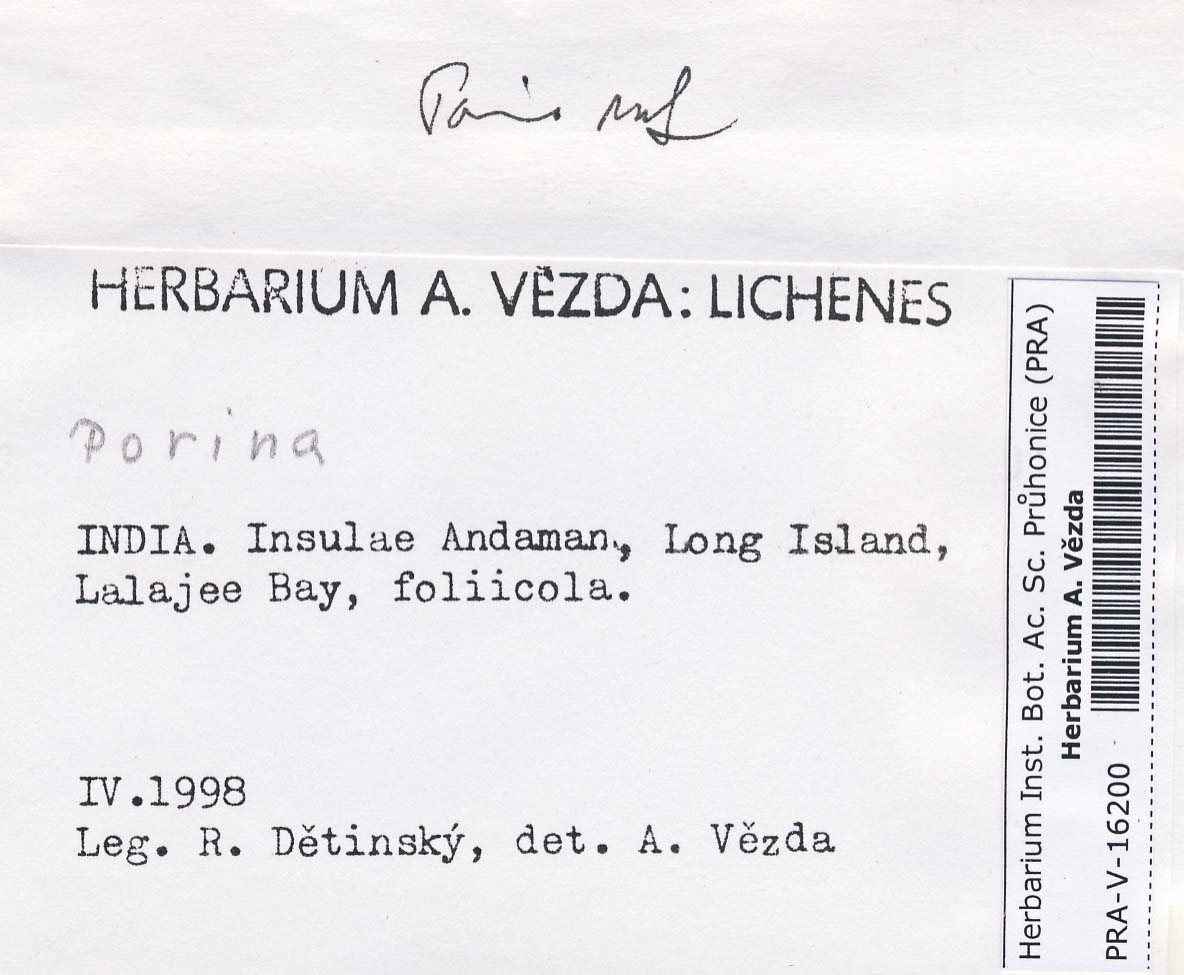 HERBARIUM A. VĚZDA: LICHENES
Porina
INDIA. Insulae Andaman., Long Island,
Lalajee Bay, foliicola.
IV.1998
Leg. R. Dětinský, det. A. Vězda
Herbarium Inst. Bot. Ac. Sc. Průhonice (PRA)
Herbarium A. Vězda
PRA-V-16200